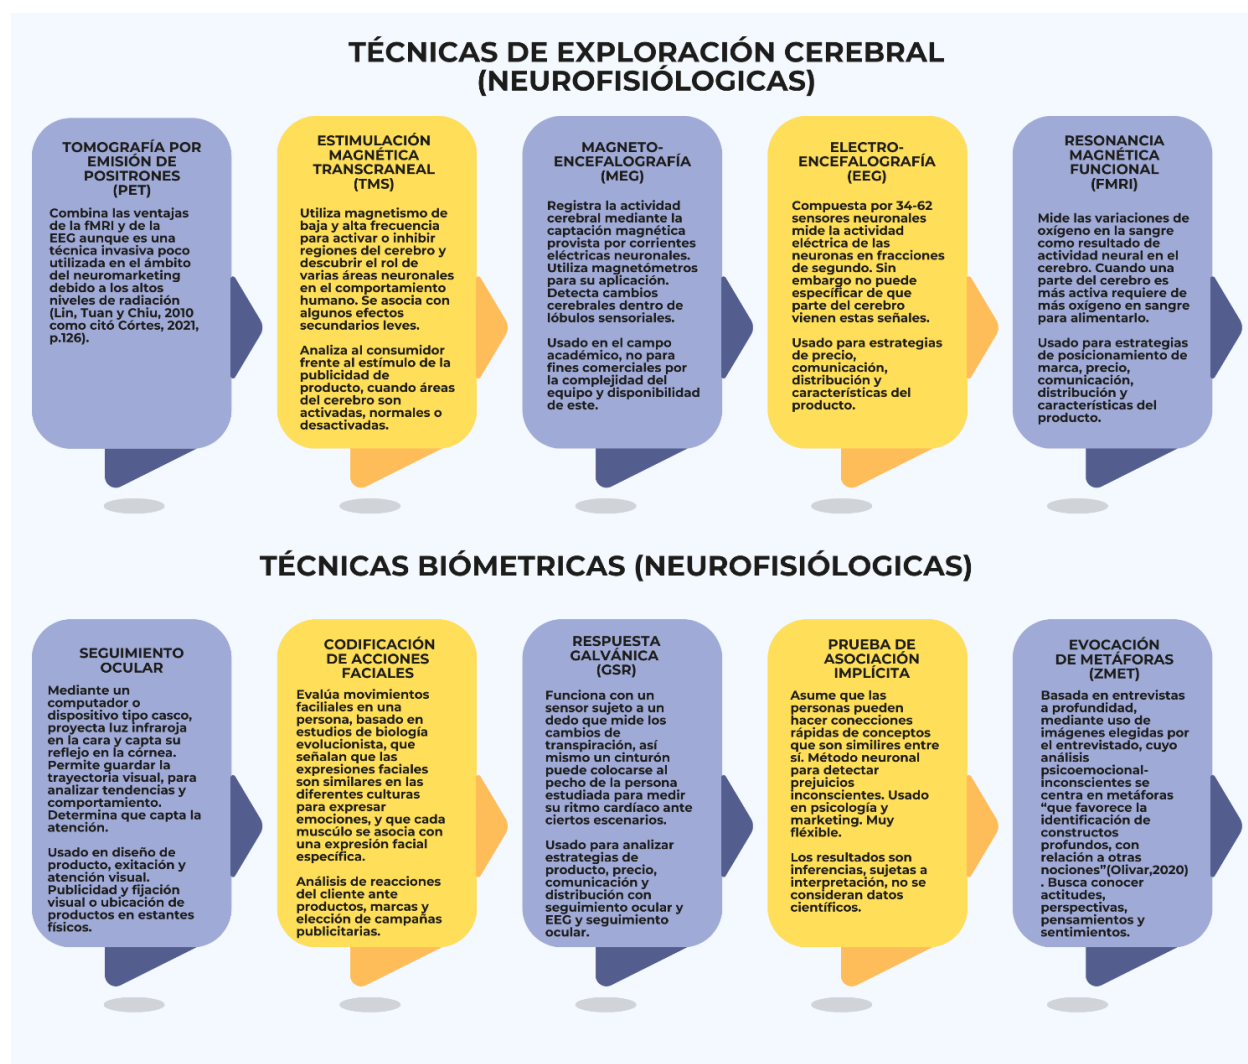 TÉCNICAS DE EXPLORACIÓN CEREBRAL
(NEUROFISIÓLOGICAS)
TOMOGRAFÍA POR
EMISIÓN DE
POSITRONES
(PET)
Combina las ventajas
de la fMRI y de la
EEG aunque es una
técnica invasiva poco
utilizada en el ámbito
del neuromarketing
debido a los altos
niveles de radiación
(Lin, Tuan y Chiu, 2010
como citó Córtes, 2021,
p.126).
ESTIMULACIÓN
MAGNÉTICA
TRANSCRANEAL
(TMS)
Utiliza magnetismo de
baja y alta frecuencia
para activar o inhibir
regiones del cerebro y
descubrir el rol de
varias áreas neuronales
en el comportamiento
humano. Se asocia con
algunos efectos
secundarios leves.
Analiza al consumidor
frente al estímulo de la
publicidad de
producto, cuando áreas
del cerebro son
activadas, normales o
desactivadas.
MAGNETO-
ENCEFALOGRAFÍA
(MEG)
Registra la actividad
cerebral mediante la
captación magnética
provista por corrientes
eléctricas neuronales.
Utiliza magnetómetros
para su aplicación.
Detecta cambios
cerebrales dentro de
lóbulos sensoriales.
Usado en el campo
académico, no para
fines comerciales por
la complejidad del
equipo y disponibilidad
de este.
ELECTRO-
ENCEFALOGRAFÍA
(EEG)
Compuesta por 34-62
sensores neuronales
mide la actividad
eléctrica de las
neuronas en fracciones
de segundo. Sin
embargo no puede
específicar de que
parte del cerebro
vienen estas señales.
Usado para estrategias
de precio,
comunicación,
distribución y
características del
producto.
RESONANCIA
MAGNÉTICA
FUNCIONAL
(FMRI)
Mide las variaciones de
oxígeno en la sangre
como resultado de
actividad neural en el
cerebro. Cuando una
parte del cerebro es
más activa requiere de
más oxígeno en sangre
para alimentarlo.
Usado para estrategias
de posicionamiento de
marca, precio,
comunicación,
distribución y
características del
producto.
TÉCNICAS BIÓMETRICAS (NEUROFISIÓLOGICAS)
SEGUIMIENTO
OCULAR
Mediante un
computador o
dispositivo tipo casco,
proyecta luz infraroja
en la cara y capta su
reflejo en la córnea.
Permite guardar la
trayectoria visual, para
analizar tendencias y
comportamiento.
Determina que capta la
atención.
Usado en diseño de
producto, exitación y
atención visual.
Publicidad y fijación
visual o ubicación de
productos en estantes
físicos.
CODIFICACIÓN
DE ACCIONES
FACIALES
Evalúa movimientos
faciliales en una
persona, basado en
estudios de biología
evolucionista, que
señalan que las
expresiones faciales
son similares en las
diferentes culturas
para expresar
emociones, y que cada
musculo se asocia con
una expresión facial
específica.
Análisis de reacciones
del cliente ante
productos, marcas y
elección de campañas
publicitarias.
RESPUESTA
GALVÁNICA
(GSR)
Funciona con un
sensor sujeto a un
dedo que mide los
cambios de
transpiración, así
mismo un cinturón
puede colocarse al
pecho de la persona
estudiada para medir
su ritmo cardíaco ante
ciertos escenarios.
Usado para analizar
estrategias de
producto, precio,
comunicación y
distribución con
seguimiento ocular y
EEG y seguimiento
ocular.
PRUEBA DE
ASOCIACIÓN
IMPLÍCITA
Asume que las
personas pueden
hacer conecciones
rápidas de conceptos
que son similires entre
sí. Método neuronal
para detectar
prejuicios
inconscientes. Usado
en psicología y
marketing. Muy
fléxible.
Los resultados son
inferencias, sujetas a
interpretación, no se
consideran datos
científicos.
EVOCACIÓN
DE METÁFORAS
(ZMET)
Basada en entrevistas
a profundidad,
mediante uso de
imágenes elegidas por
el entrevistado, cuyo
análisis
psicoemocional-
inconscientes se
centra en metáforas
“que favorece la
identificación de
constructos
profundos, con
relación a otras
nociones”(Olivar,2020)
. Busca conocer
actitudes,
perspectivas,
pensamientos y
sentimientos.